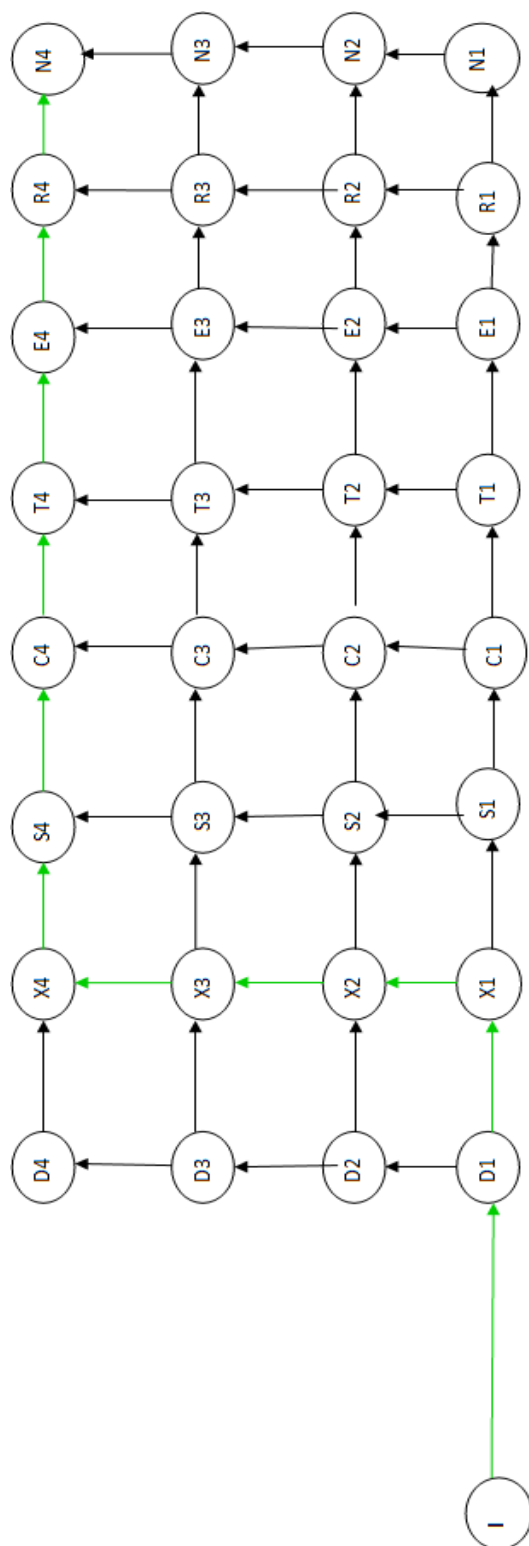 I
D1 X1 S1 C1 T1 E1 R1 N1
D2 X2 S2 C2 T2 E2 R2 N2
D3 X3 S3 C3 T3 E3 R3 N3
D4 X4 S4 C4 T4 E4 R4 N4